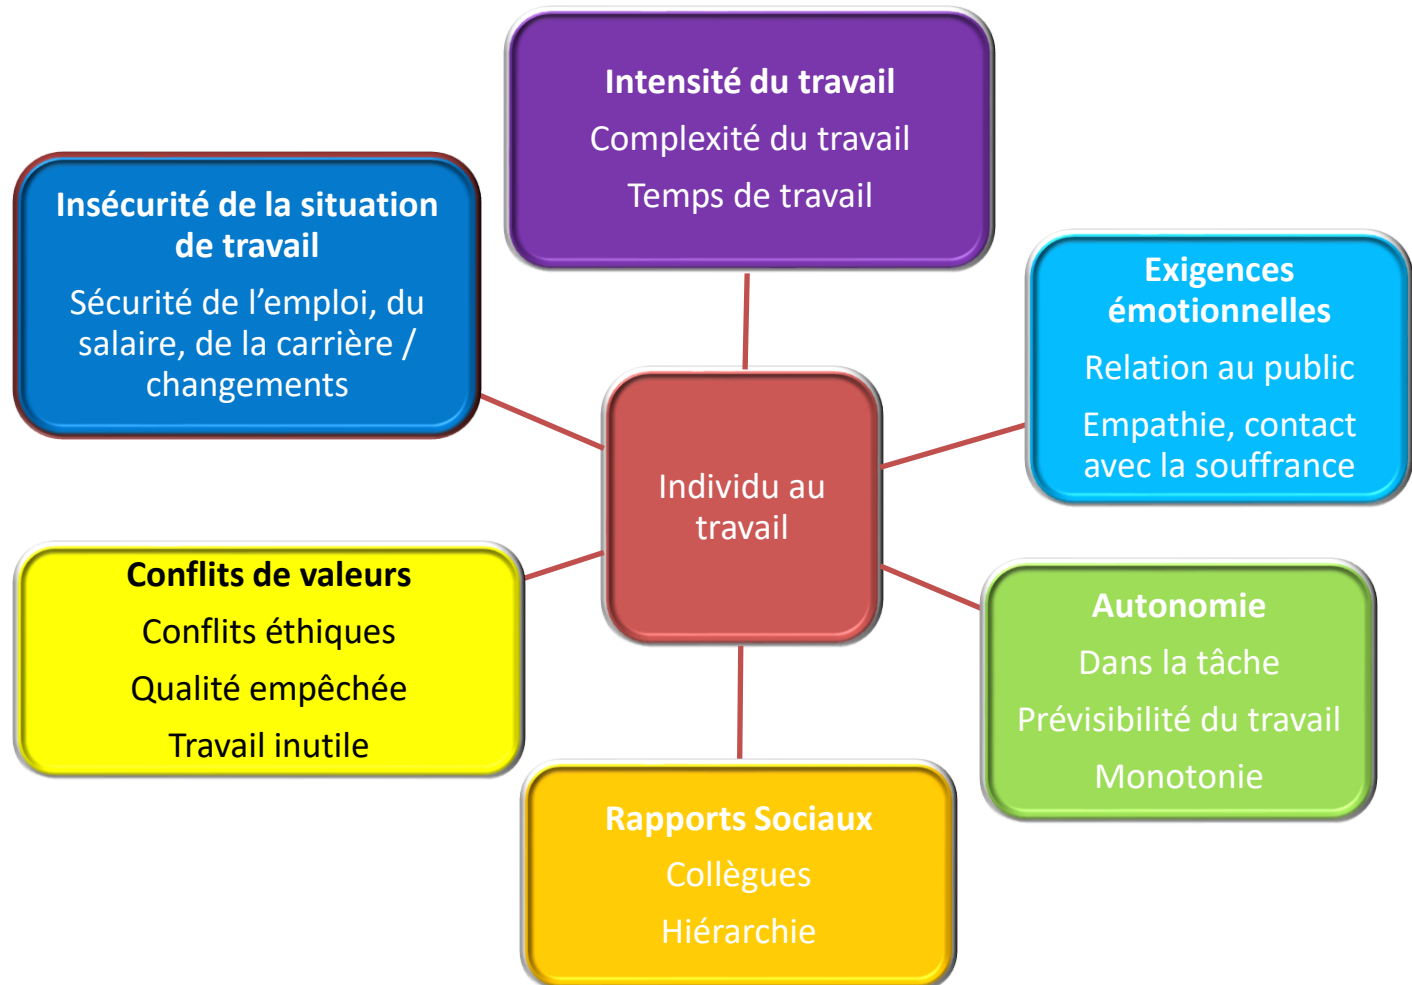 Intensité du travail
Complexité du travail
Temps de travail
Insécurité de la situation
de travail
Sécurité de l’emploi, du
salaire, de la carrière /
changements
Exigences
émotionnelles
Relation au public
Empathie, contact
avec la souffrance
Individu au
travail
Conflits de valeurs
Conflits éthiques
Qualité empêchée
Travail inutile
Autonomie
Dans la tâche
Prévisibilité du travail
Monotonie
Rapports Sociaux
Collègues
Hiérarchie